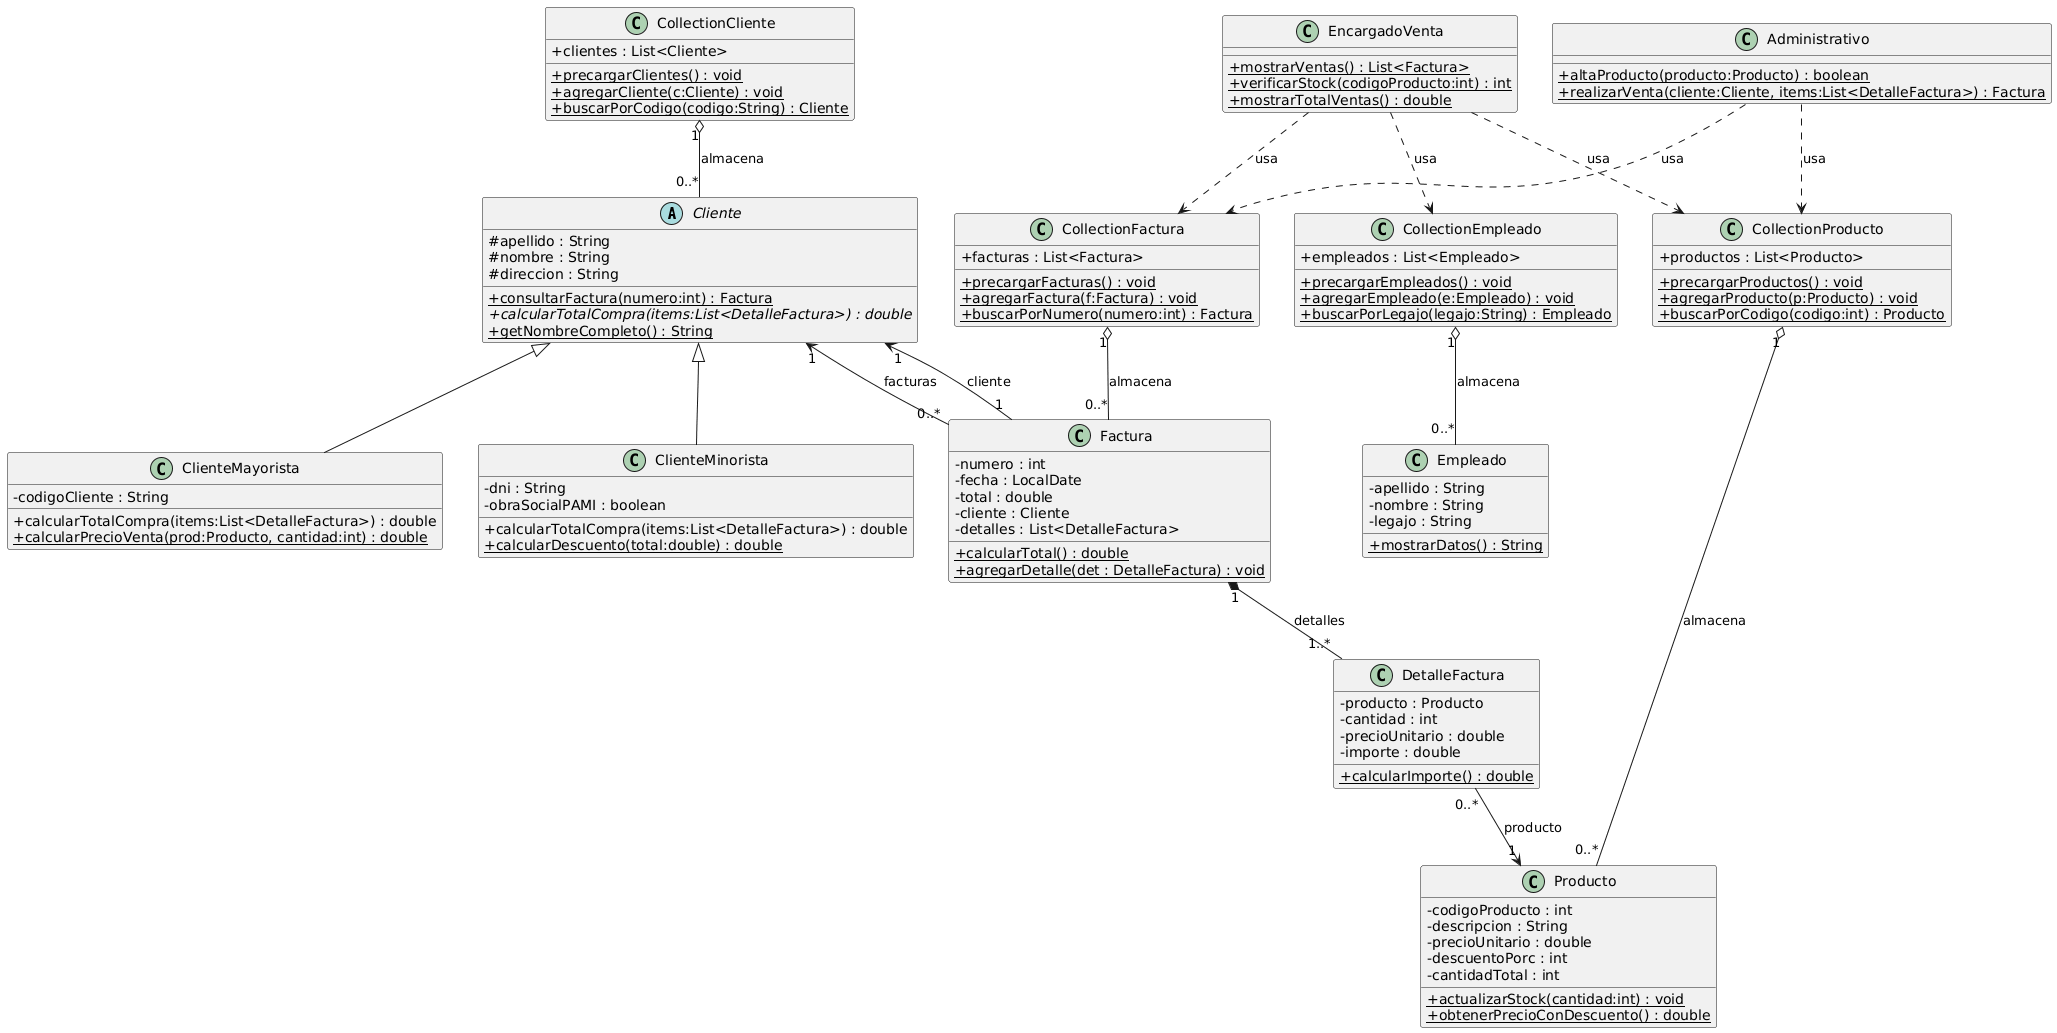 CollectionCliente
+clientes : List<Cliente>
+precargarClientes() : void
+agregarCliente(c:Cliente) : void
+buscarPorCodigo(codigo:String) : Cliente
EncargadoVenta
+mostrarVentas() : List<Factura>
+verificarStock(codigoProducto:int) : int
+mostrarTotalVentas() : double
Administrativo
+altaProducto(producto:Producto) : boolean
+realizarVenta(cliente:Cliente, items:List<DetalleFactura>) : Factura
1
almacena
0..*
usa
usa
usa
usa
usa
Cliente
#apellido : String
#nombre : String
#direccion : String
+consultarFactura(numero:int) : Factura
+calcularTotalCompra(items:List<DetalleFactura>) : double
+getNombreCompleto() : String
CollectionFactura
+facturas : List<Factura>
+precargarFacturas() : void
+agregarFactura(f:Factura) : void
+buscarPorNumero(numero:int) : Factura
CollectionEmpleado
+empleados : List<Empleado>
+precargarEmpleados() : void
+agregarEmpleado(e:Empleado) : void
+buscarPorLegajo(legajo:String) : Empleado
CollectionProducto
+productos : List<Producto>
+precargarProductos() : void
+agregarProducto(p:Producto) : void
+buscarPorCodigo(codigo:int) : Producto
1
facturas
0..*
1
cliente
1
1
almacena
0..*
1
almacena
0..*
1
almacena
0..*
ClienteMayorista
-codigoCliente : String
+calcularTotalCompra(items:List<DetalleFactura>) : double
+calcularPrecioVenta(prod:Producto, cantidad:int) : double
ClienteMinorista
-dni : String
-obraSocialPAMI : boolean
+calcularTotalCompra(items:List<DetalleFactura>) : double
+calcularDescuento(total:double) : double
Factura
-numero : int
-fecha : LocalDate
-total : double
-cliente : Cliente
-detalles : List<DetalleFactura>
+calcularTotal() : double
+agregarDetalle(det : DetalleFactura) : void
Empleado
-apellido : String
-nombre : String
-legajo : String
+mostrarDatos() : String
1
detalles
1..*
DetalleFactura
-producto : Producto
-cantidad : int
-precioUnitario : double
-importe : double
+calcularImporte() : double
0..*
producto
1
Producto
-codigoProducto : int
-descripcion : String
-precioUnitario : double
-descuentoPorc : int
-cantidadTotal : int
+actualizarStock(cantidad:int) : void
+obtenerPrecioConDescuento() : double